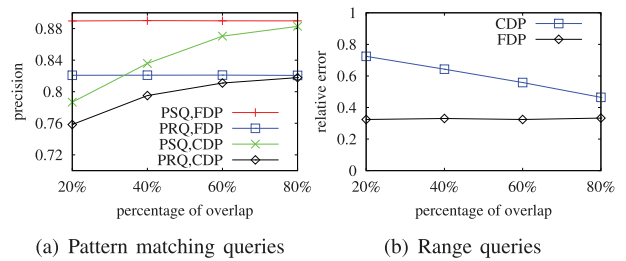 precision
0.88
0.84
0.8
0.76
0.72
PSQ,FDP
PRQ,FDP
PSQ,CDP
PRQ,CDP
20% 40% 60% 80%
percentage of overlap
(a) Pattern matching queries
relative error
1
0.8
0.6
0.4
0.2
0
CDP
FDP
20% 40% 60% 80%
percentage of overlap
(b) Range queries